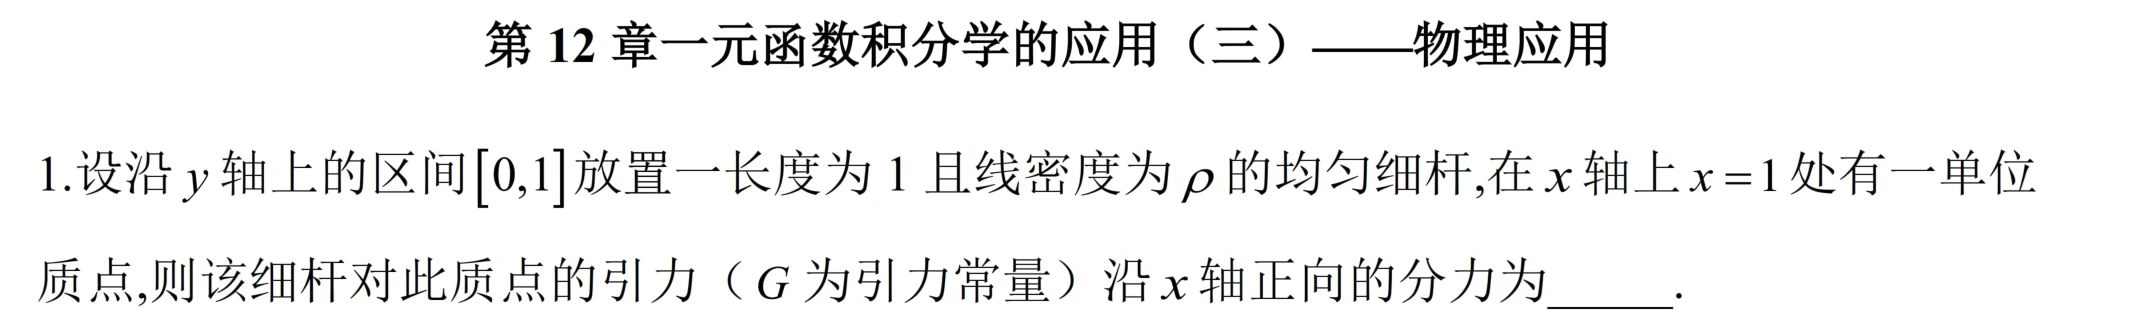 第 12 章一元函数积分学的应用（三）——物理应用
1.设沿 y 轴上的区间[0,1]放置一长度为 1 且线密度为 ρ 的均匀细杆,在 x 轴上 x=1 处有一单位
质点,则该细杆对此质点的引力（G 为引力常量）沿 x 轴正向的分力为_____.